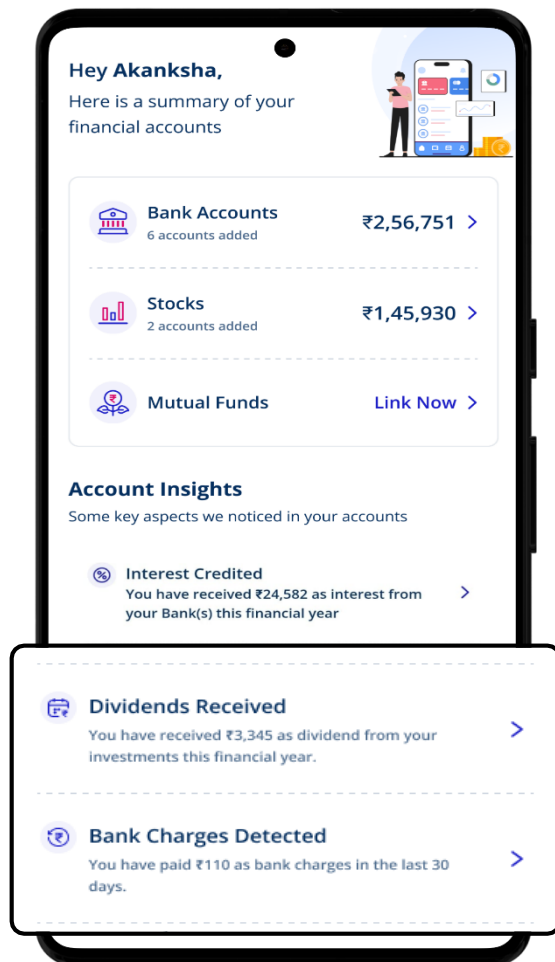 Hey Akanksha,
Here is a summary of your
financial accounts
Bank Accounts
6 accounts added
₹2,56,751
Stocks
2 accounts added
₹1,45,930
Mutual Funds
Link Now
Account Insights
Some key aspects we noticed in your accounts
Interest Credited
You have received ₹24,582 as interest from
your Bank(s) this financial year
Dividends Received
You have received ₹3,345 as dividend from your
investments this financial year.
Bank Charges Detected
You have paid ₹110 as bank charges in the last 30
days.